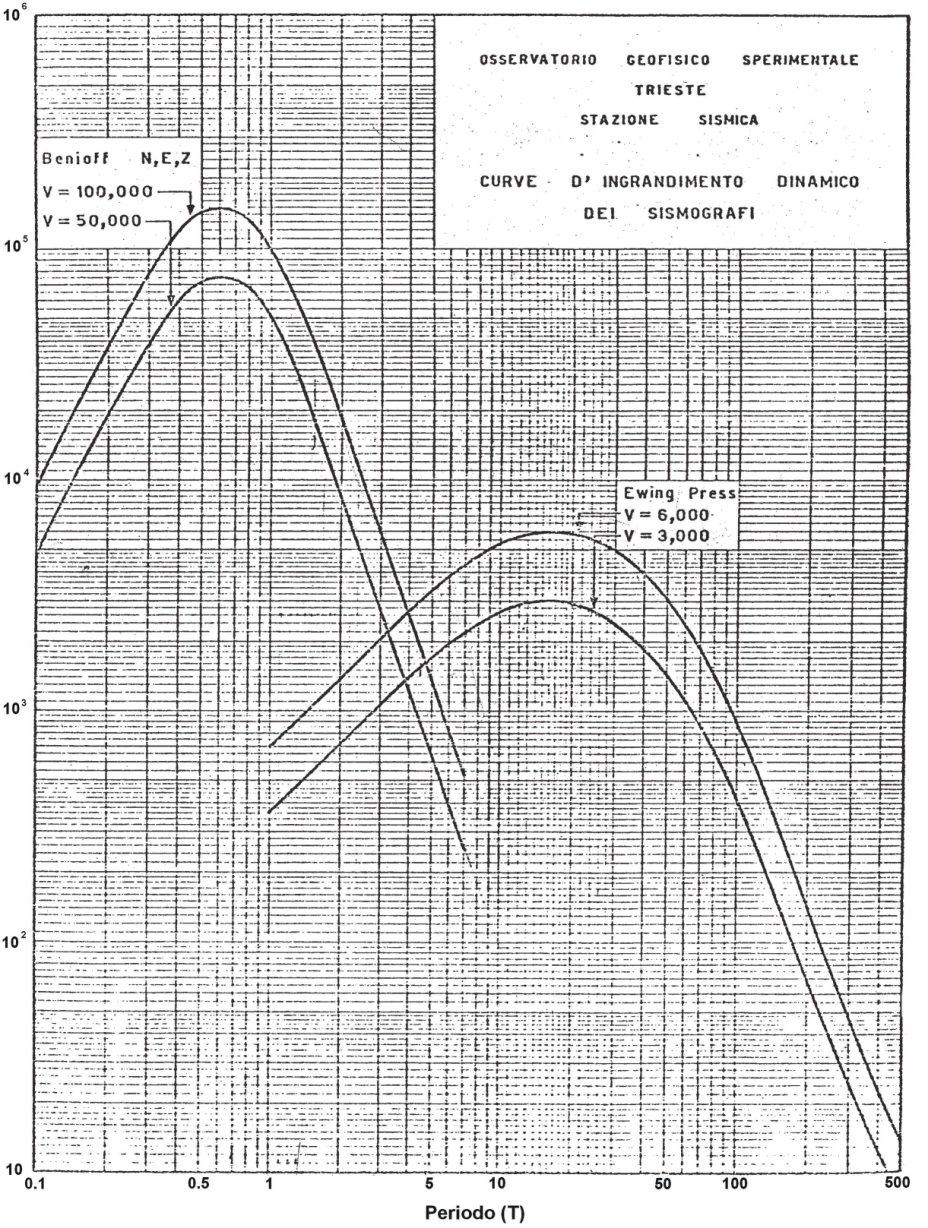 10⁶
OSSERVATORIO GEOFISICO SPERIMENTALE
TRIESTE
STAZIONE SISMICA
CURVE D' INGRANDIMENTO DINAMICO
DEI SISMOGRAFI
Benioff N,E,Z
V = 100,000
V = 50,000
10⁵
10⁴
Ewing Press
V = 6,000
V = 3,000
10³
10²
10
0.1 0.5 1 5 10 50 100 500
Periodo (T)